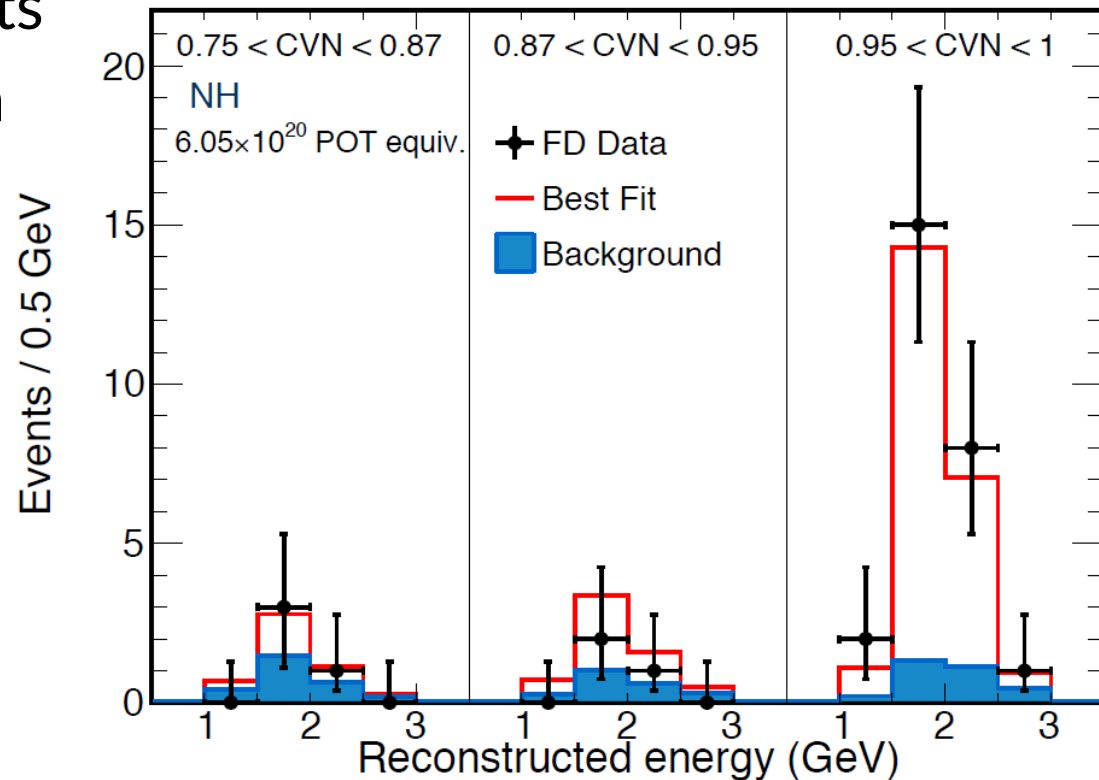 ts
0.75 < CVN < 0.87
0.87 < CVN < 0.95
0.95 < CVN < 1
NH
6.05×10²⁰ POT equiv.
FD Data
Best Fit
Background
Events / 0.5 GeV
20
15
10
5
0
1 2 3 1 2 3 1 2 3
Reconstructed energy (GeV)